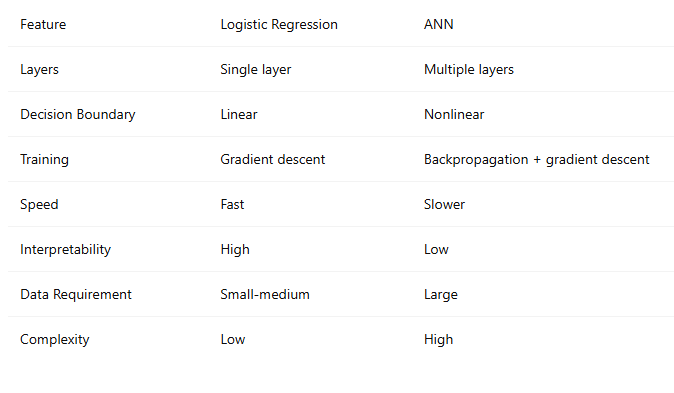 Feature Logistic Regression ANN
Layers Single layer Multiple layers
Decision Boundary Linear Nonlinear
Training Gradient descent Backpropagation + gradient descent
Speed Fast Slower
Interpretability High Low
Data Requirement Small-medium Large
Complexity Low High